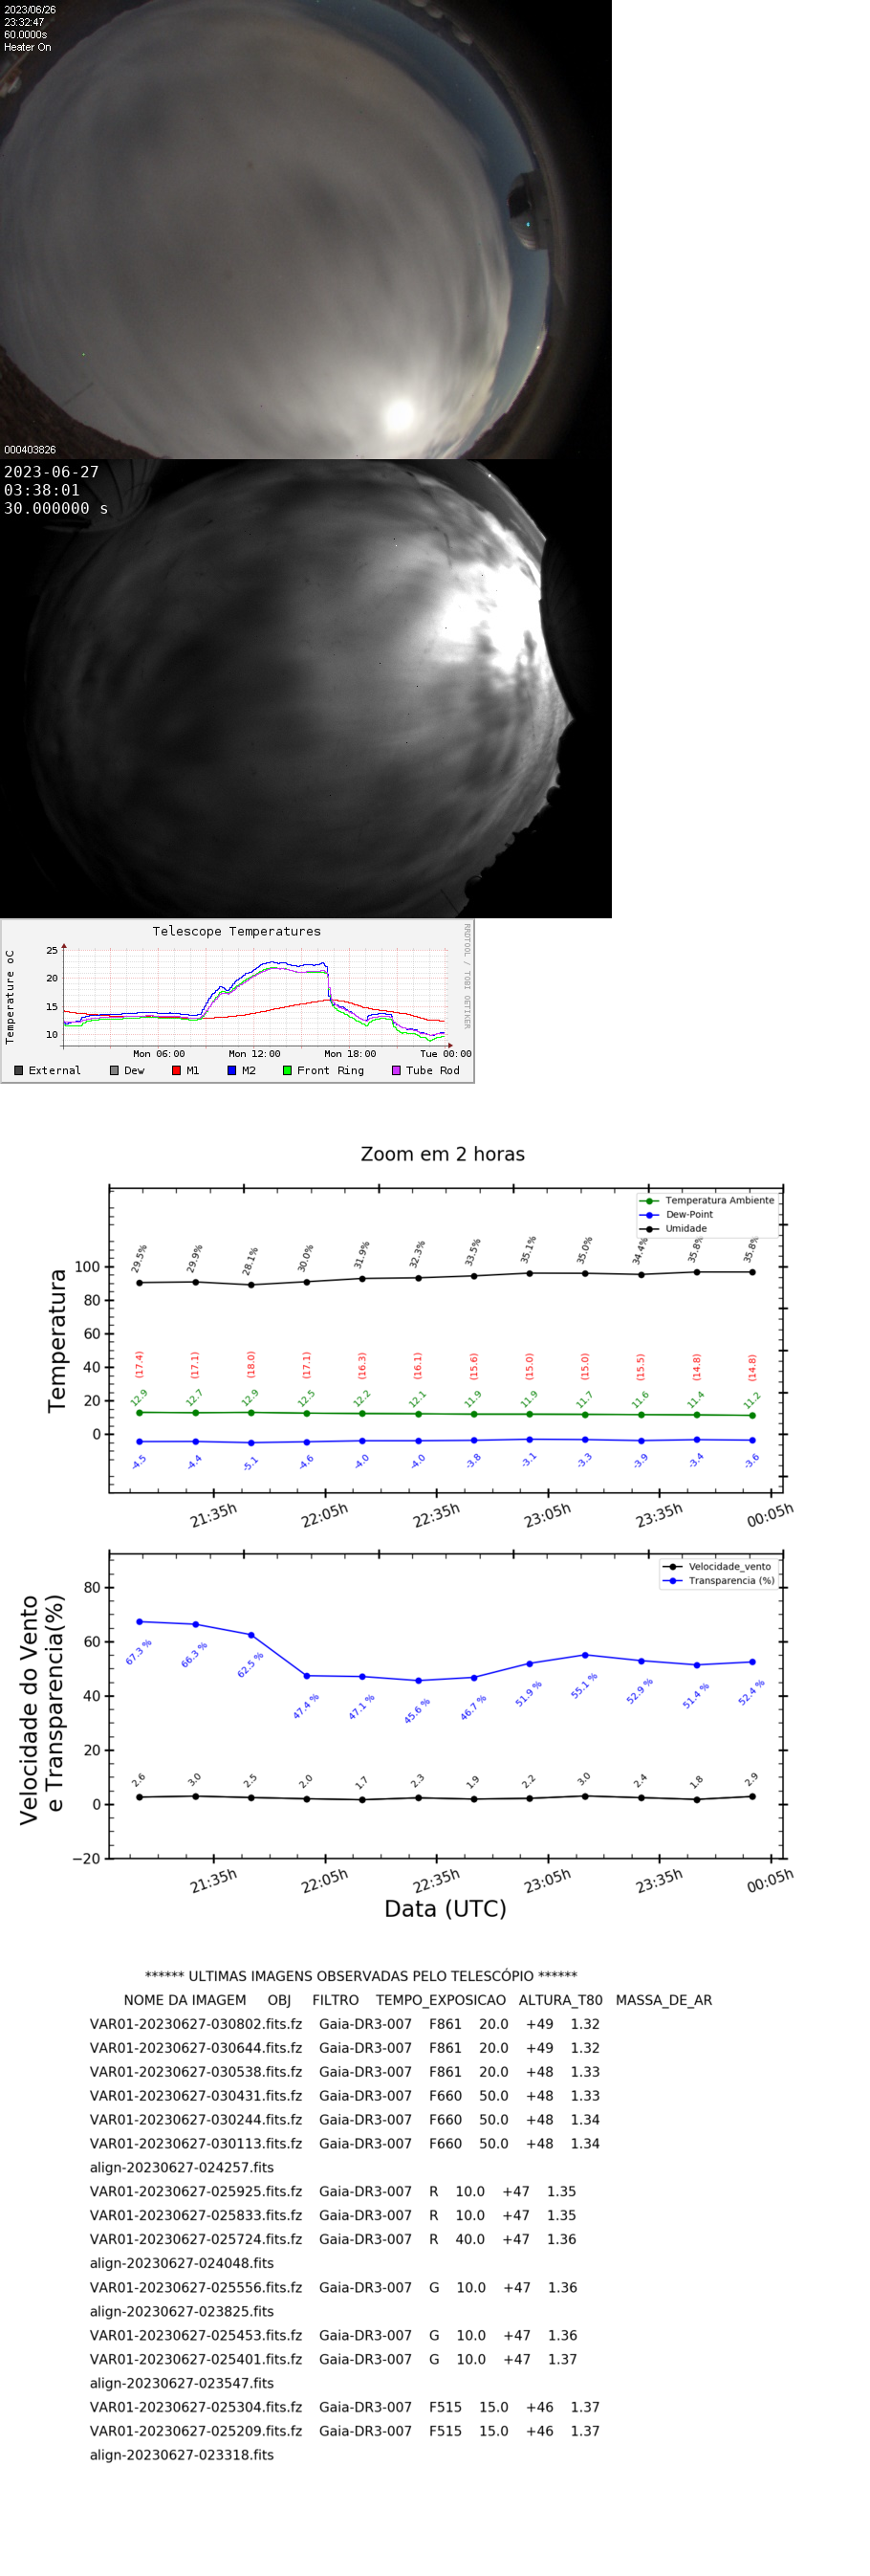 2023/06/26
23:32:47
60.0000s
Heater On
000403826
2023-06-27
03:38:01
30.000000 s
Telescope Temperatures
RRDTOOL / TOBI OETIKER
Temperature oC
25
20
15
10
Mon 06:00 Mon 12:00 Mon 18:00 Tue 00:00
External Dew M1 M2 Front Ring Tube Rod
Zoom em 2 horas
Temperatura Ambiente
Dew-Point
Umidade
Temperatura
100
80
60
40
20
0
29.5% 29.9% 28.1% 30.0% 31.9% 32.3% 33.5% 35.1% 35.0% 34.4% 35.8% 35.8%
(17.4) (17.1) (18.0) (17.1) (16.3) (16.1) (15.6) (15.0) (15.0) (15.5) (14.8) (14.8)
12.9 12.7 12.9 12.5 12.2 12.1 11.9 11.9 11.7 11.6 11.4 11.2
-4.5 -4.4 -5.1 -4.6 -4.0 -4.0 -3.8 -3.1 -3.3 -3.9 -3.4 -3.6
21:35h 22:05h 22:35h 23:05h 23:35h 00:05h
Velocidade_vento
Transparencia (%)
Velocidade do Vento
e Transparencia(%)
80
60
40
20
0
−20
67.3 % 66.3 % 62.5 % 47.4 % 47.1 % 45.6 % 46.7 % 51.9 % 55.1 % 52.9 % 51.4 % 52.4 %
2.6 3.0 2.5 2.0 1.7 2.3 1.9 2.2 3.0 2.4 1.8 2.9
21:35h 22:05h 22:35h 23:05h 23:35h 00:05h
Data (UTC)
****** ULTIMAS IMAGENS OBSERVADAS PELO TELESCÓPIO ******
NOME DA IMAGEM OBJ FILTRO TEMPO_EXPOSICAO ALTURA_T80 MASSA_DE_AR
VAR01-20230627-030802.fits.fz Gaia-DR3-007 F861 20.0 +49 1.32
VAR01-20230627-030644.fits.fz Gaia-DR3-007 F861 20.0 +49 1.32
VAR01-20230627-030538.fits.fz Gaia-DR3-007 F861 20.0 +48 1.33
VAR01-20230627-030431.fits.fz Gaia-DR3-007 F660 50.0 +48 1.33
VAR01-20230627-030244.fits.fz Gaia-DR3-007 F660 50.0 +48 1.34
VAR01-20230627-030113.fits.fz Gaia-DR3-007 F660 50.0 +48 1.34
align-20230627-024257.fits
VAR01-20230627-025925.fits.fz Gaia-DR3-007 R 10.0 +47 1.35
VAR01-20230627-025833.fits.fz Gaia-DR3-007 R 10.0 +47 1.35
VAR01-20230627-025724.fits.fz Gaia-DR3-007 R 40.0 +47 1.36
align-20230627-024048.fits
VAR01-20230627-025556.fits.fz Gaia-DR3-007 G 10.0 +47 1.36
align-20230627-023825.fits
VAR01-20230627-025453.fits.fz Gaia-DR3-007 G 10.0 +47 1.36
VAR01-20230627-025401.fits.fz Gaia-DR3-007 G 10.0 +47 1.37
align-20230627-023547.fits
VAR01-20230627-025304.fits.fz Gaia-DR3-007 F515 15.0 +46 1.37
VAR01-20230627-025209.fits.fz Gaia-DR3-007 F515 15.0 +46 1.37
align-20230627-023318.fits